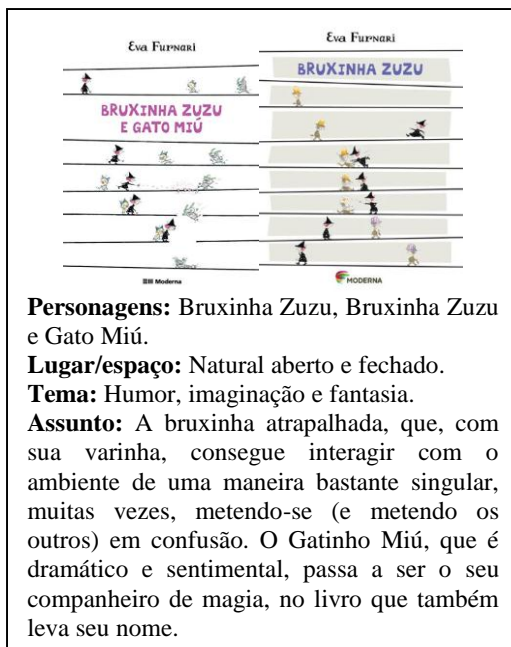 Eva Furnari
BRUXINHA ZUZU
E GATO MIÚ
Moderna
Eva Furnari
BRUXINHA ZUZU
MODERNA
Personagens: Bruxinha Zuzu, Bruxinha Zuzu
e Gato Miú.
Lugar/espaço: Natural aberto e fechado.
Tema: Humor, imaginação e fantasia.
Assunto: A bruxinha atrapalhada, que, com
sua varinha, consegue interagir com o
ambiente de uma maneira bastante singular,
muitas vezes, metendo-se (e metendo os
outros) em confusão. O Gatinho Miú, que é
dramático e sentimental, passa a ser o seu
companheiro de magia, no livro que também
leva seu nome.